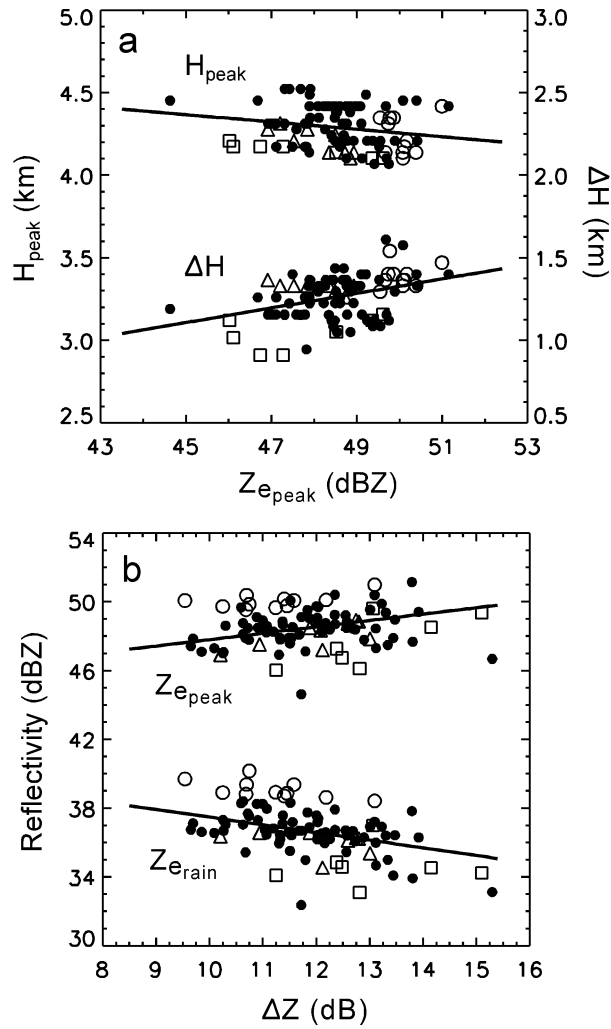 a
5.0
4.5
4.0
3.5
3.0
2.5
H_peak (km)
3.0
2.5
2.0
1.5
1.0
0.5
ΔH (km)
H_peak
ΔH
43 45 47 49 51 53
Z_e_peak (dBZ)
b
54
50
46
42
38
34
30
Reflectivity (dBZ)
Z_e_peak
Z_e_rain
8 9 10 11 12 13 14 15 16
ΔZ (dB)